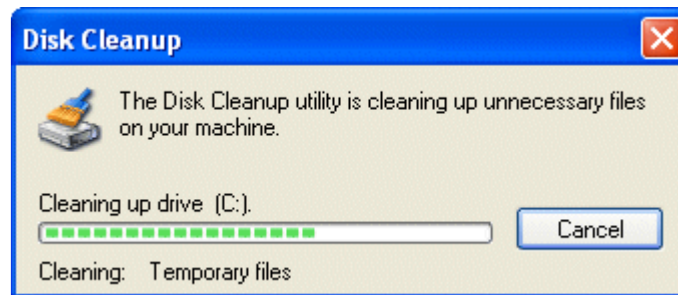 Disk Cleanup
The Disk Cleanup utility is cleaning up unnecessary files
on your machine.
Cleaning up drive (C:).
Cancel
Cleaning: Temporary files